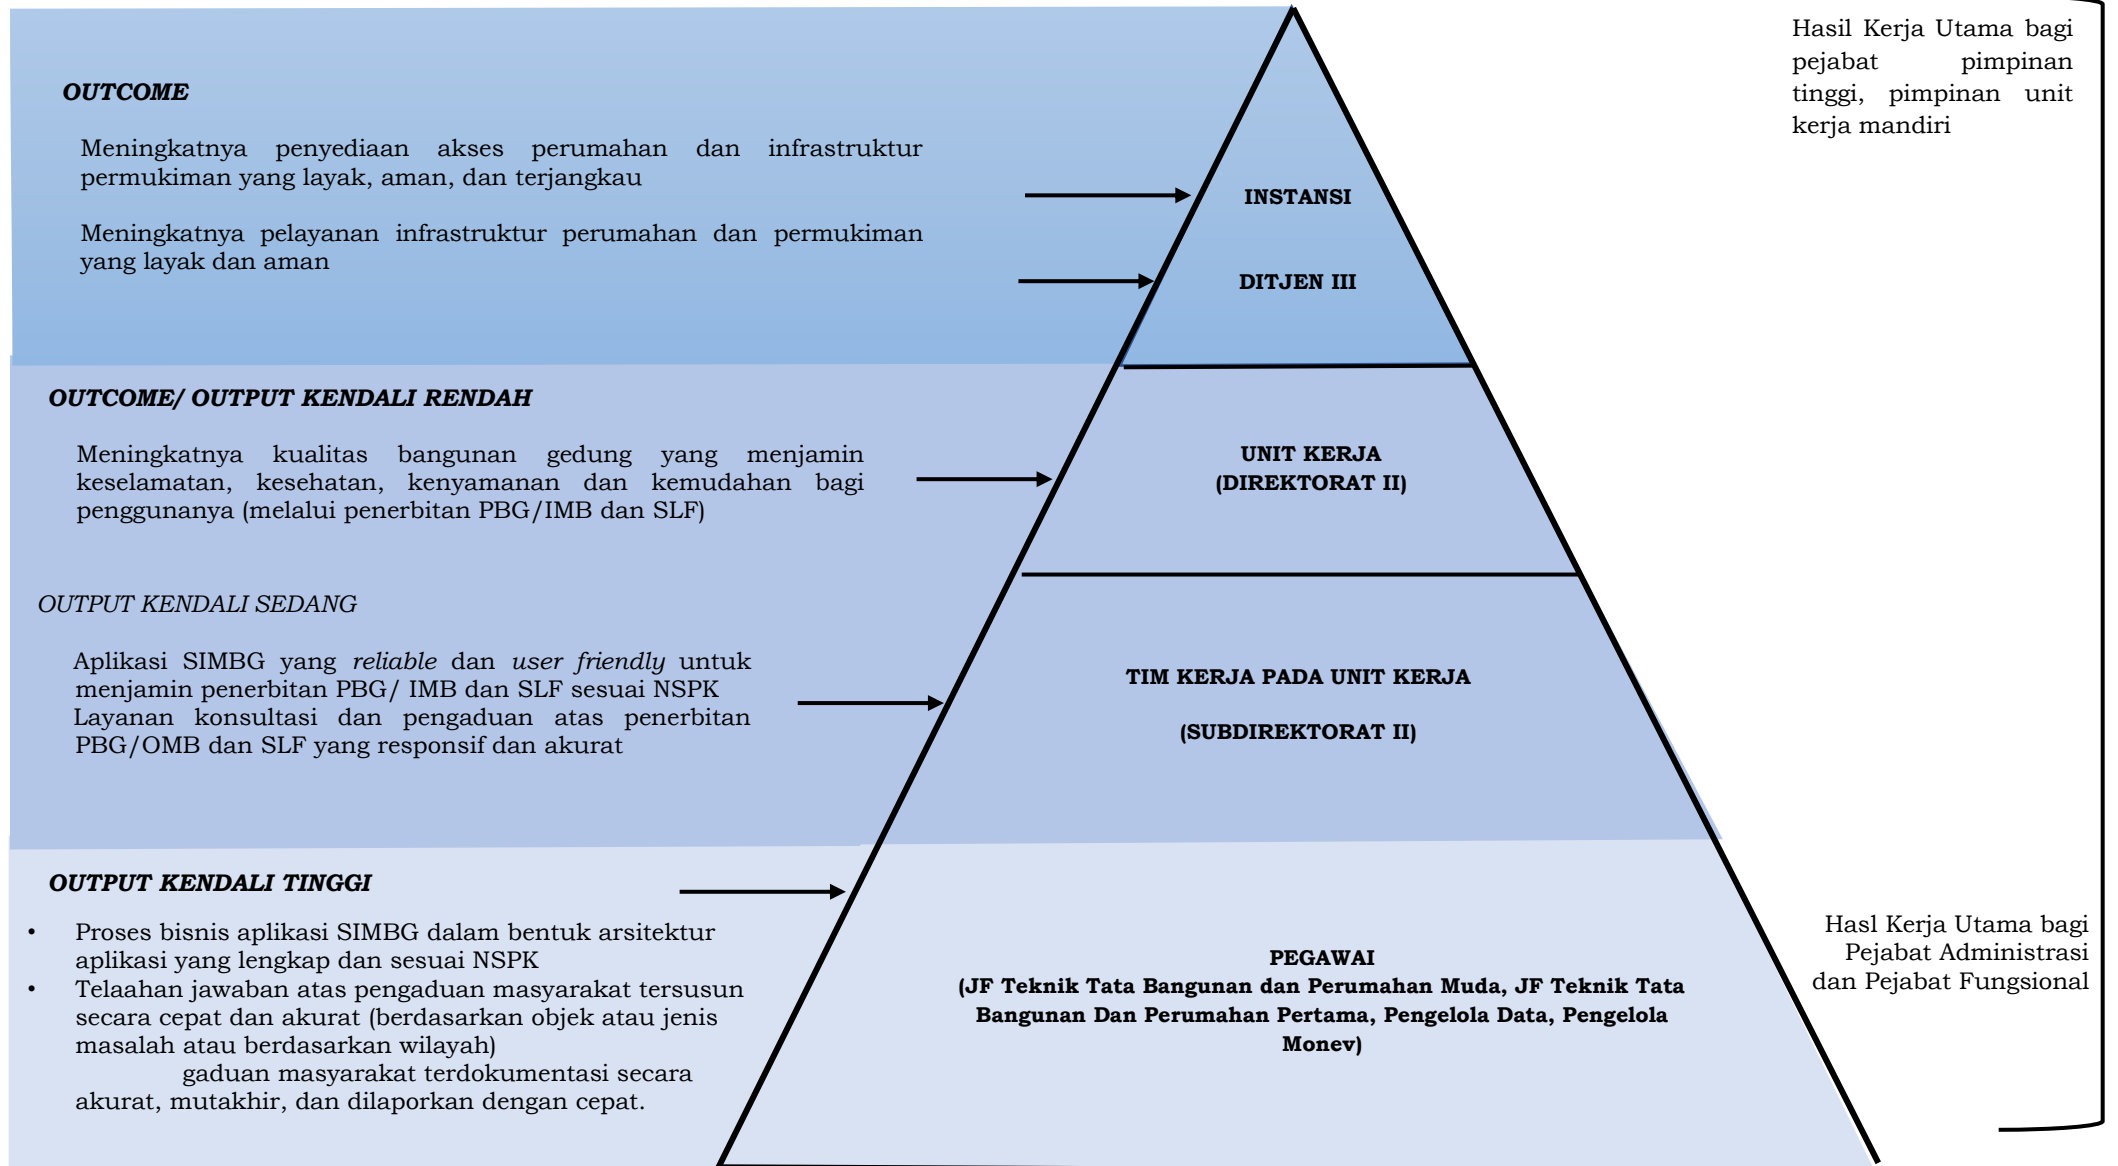 OUTCOME
Meningkatnya penyediaan akses perumahan dan infrastruktur
permukiman yang layak, aman, dan terjangkau
Meningkatnya pelayanan infrastruktur perumahan dan permukiman
yang layak dan aman
INSTANSI
DITJEN III
Hasil Kerja Utama bagi
pejabat pimpinan
tinggi, pimpinan unit
kerja mandiri
OUTCOME/ OUTPUT KENDALI RENDAH
Meningkatnya kualitas bangunan gedung yang menjamin
keselamatan, kesehatan, kenyamanan dan kemudahan bagi
penggunanya (melalui penerbitan PBG/IMB dan SLF)
UNIT KERJA
(DIREKTORAT II)
OUTPUT KENDALI SEDANG
Aplikasi SIMBG yang reliable dan user friendly untuk
menjamin penerbitan PBG/ IMB dan SLF sesuai NSPK
Layanan konsultasi dan pengaduan atas penerbitan
PBG/OMB dan SLF yang responsif dan akurat
TIM KERJA PADA UNIT KERJA
(SUBDIREKTORAT II)
OUTPUT KENDALI TINGGI
• Proses bisnis aplikasi SIMBG dalam bentuk arsitektur
aplikasi yang lengkap dan sesuai NSPK
• Telaahan jawaban atas pengaduan masyarakat tersusun
secara cepat dan akurat (berdasarkan objek atau jenis
masalah atau berdasarkan wilayah)
gaduan masyarakat terdokumentasi secara
akurat, mutakhir, dan dilaporkan dengan cepat.
PEGAWAI
(JF Teknik Tata Bangunan dan Perumahan Muda, JF Teknik Tata
Bangunan Dan Perumahan Pertama, Pengelola Data, Pengelola
Monev)
Hasl Kerja Utama bagi
Pejabat Administrasi
dan Pejabat Fungsional